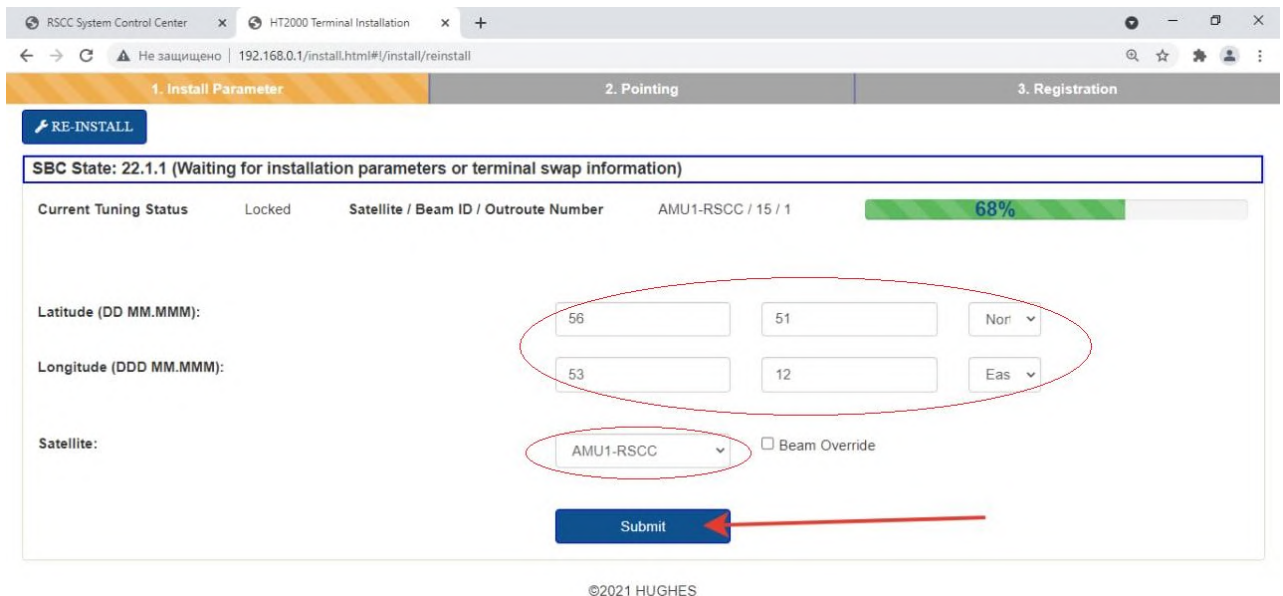 RSCC System Control Center HT2000 Terminal Installation
Не защищено 192.168.0.1/install.html#!/install/reinstall
1. Install Parameter 2. Pointing 3. Registration
RE-INSTALL
SBC State: 22.1.1 (Waiting for installation parameters or terminal swap information)
Current Tuning Status Locked Satellite / Beam ID / Outroute Number AMU1-RSCC / 15 / 1 68%
Latitude (DD MM.MMM): 56 51 Nor
Longitude (DDD MM.MMM): 53 12 Eas
Satellite: AMU1-RSCC Beam Override
Submit
©2021 HUGHES